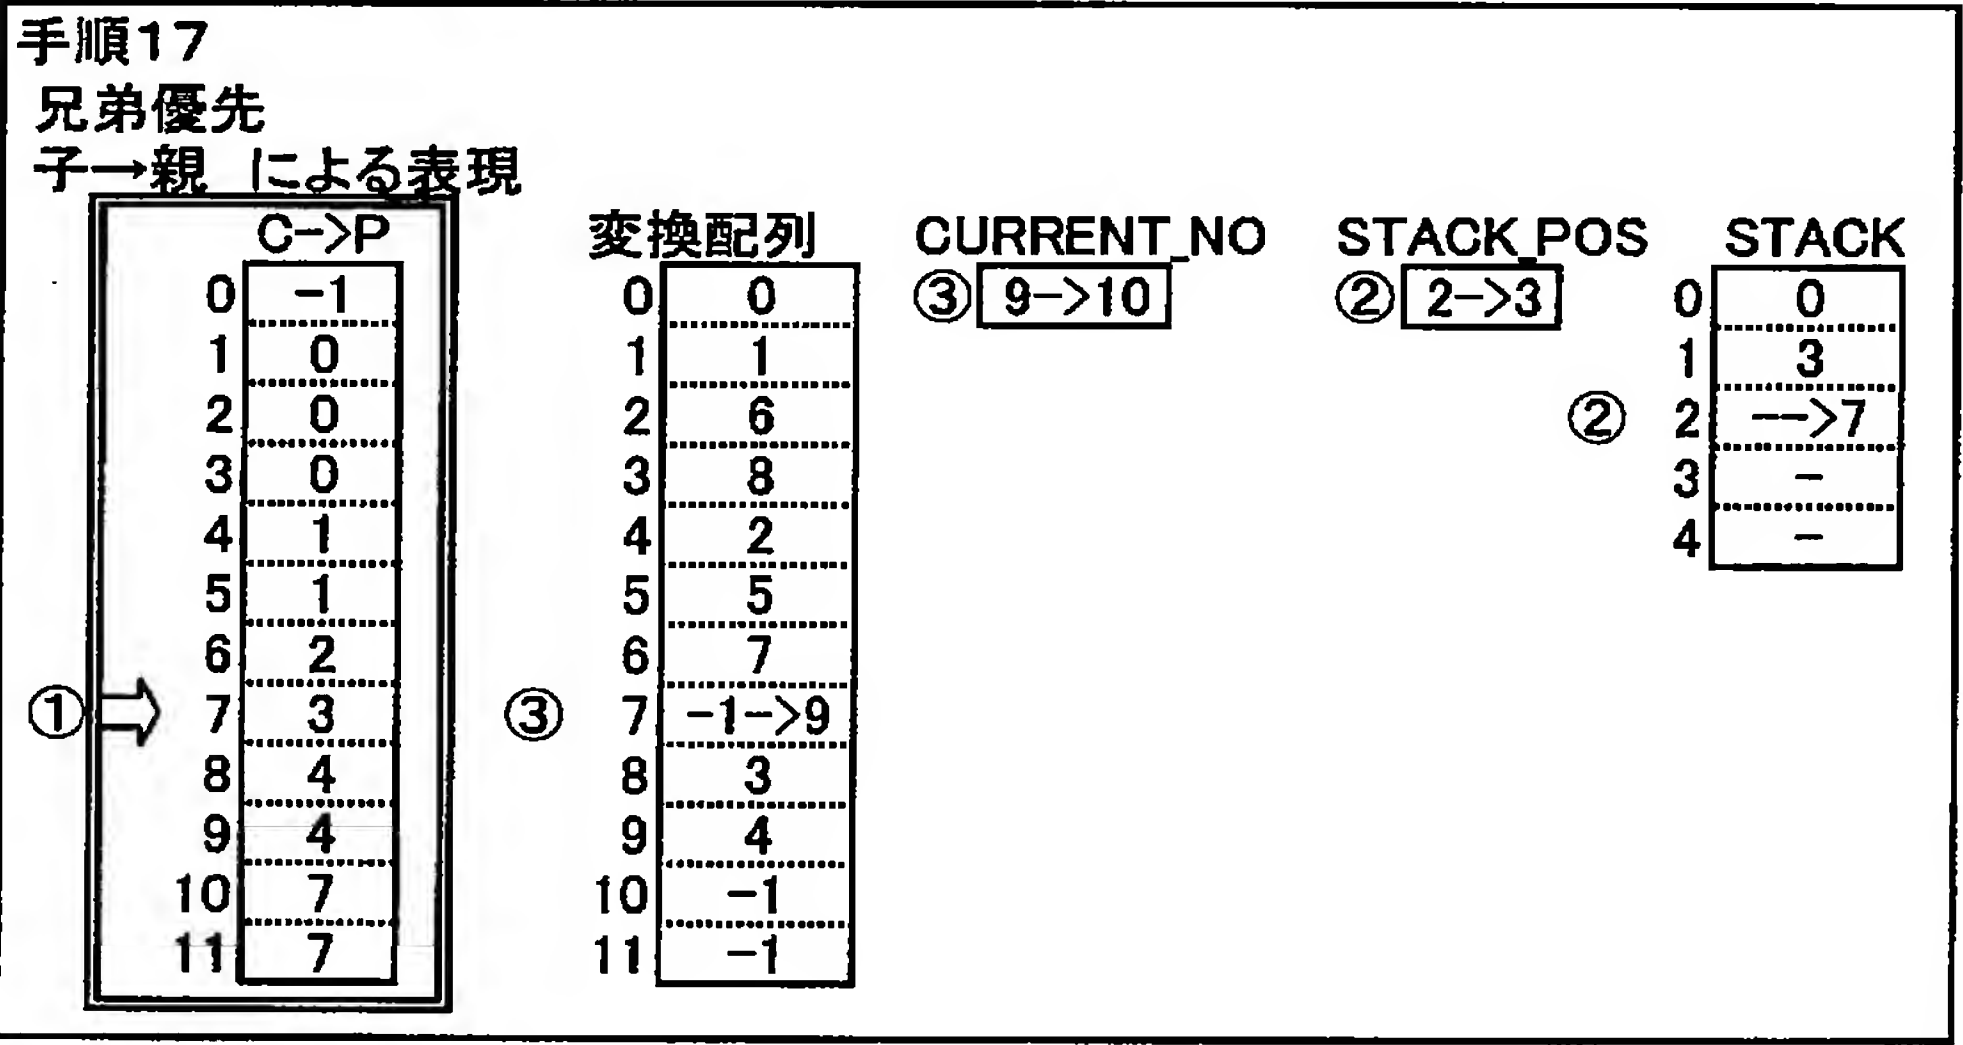 手順17
兄弟優先
子→親 による表現
C->P 変換配列 CURRENT_NO STACK_POS STACK
0 -1 0 0 ③ 9->10 ② 2->3 0 0
1 0 1 1 1 3
2 0 2 6 ② 2 -->7
3 0 3 8 3 -
4 1 4 2 4 -
5 1 5 5
6 2 6 7
① 7 3 ③ 7 -1->9
8 4 8 3
9 4 9 4
10 7 10 -1
11 7 11 -1